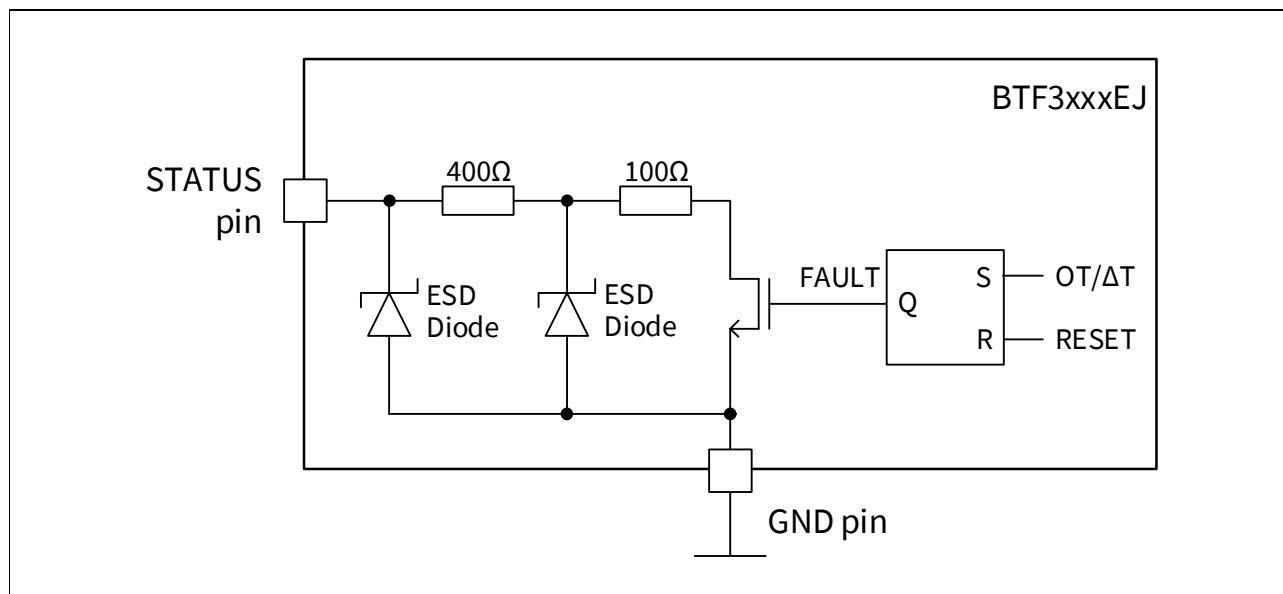 BTF3xxxEJ
STATUS
pin
400Ω
100Ω
ESD
Diode
ESD
Diode
FAULT
Q
S
OT/ΔT
R
RESET
GND pin